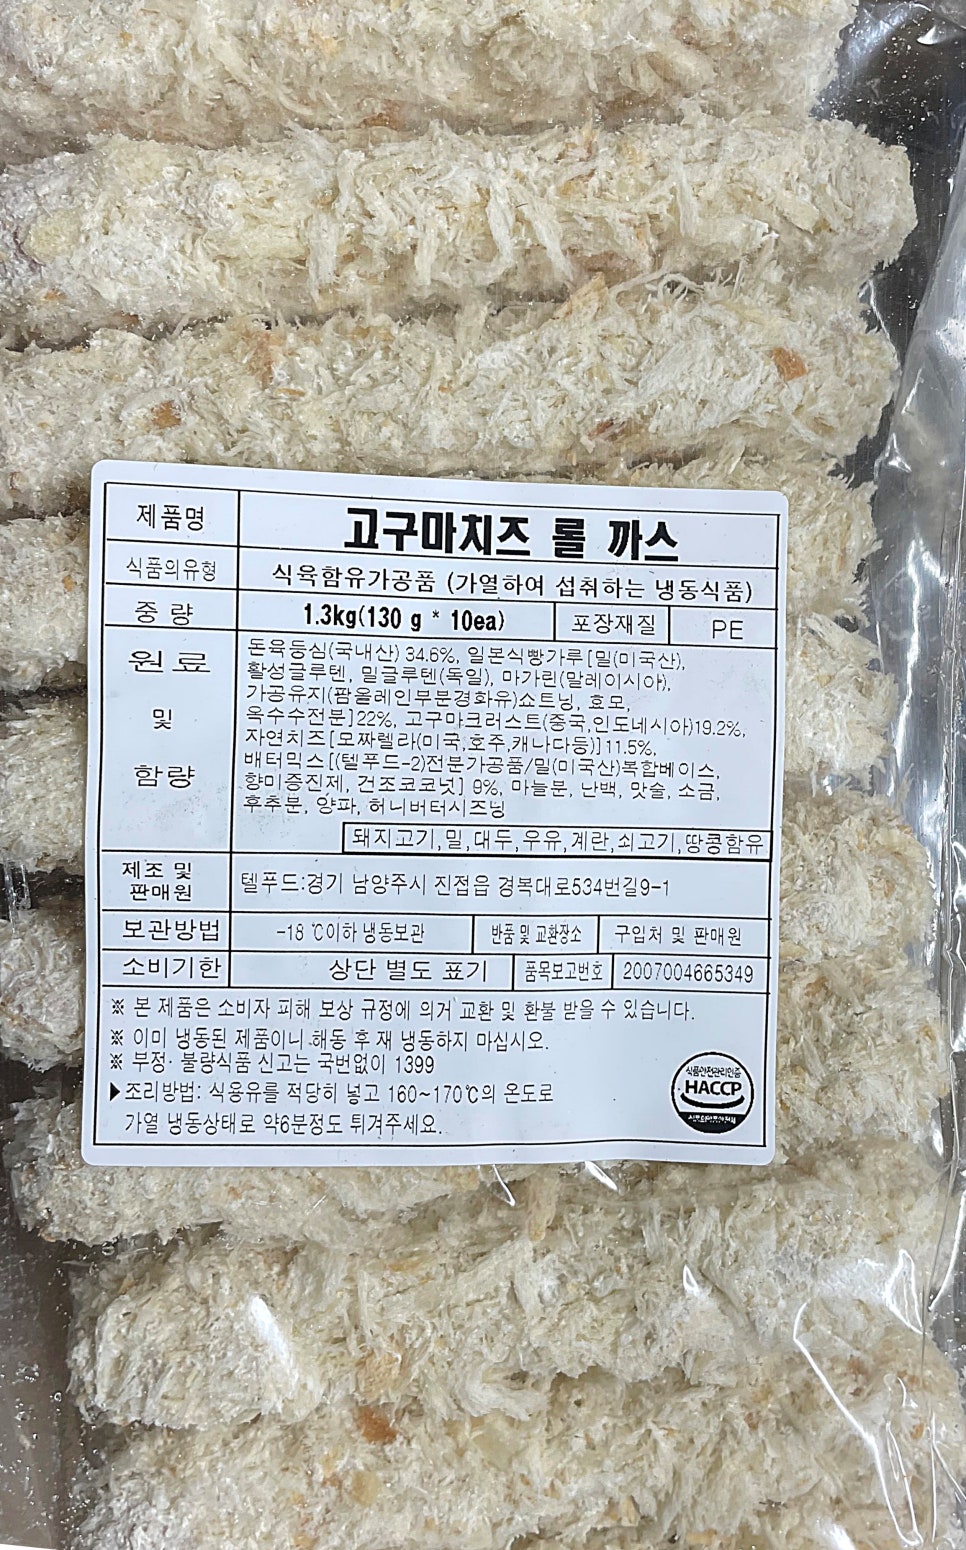 제품명 고구마치즈 롤 까스
식품의유형 식육함유가공품 (가열하여 섭취하는 냉동식품)
중 량 1.3kg(130 g * 10ea) 포장재질 PE
원 료 및 함량
돈육등심(국내산) 34.6%, 일본식빵가루[밀(미국산),
활성글루텐, 밀글루텐(독일), 마가린(말레이시아),
가공유지(팜올레인부분경화유)쇼트닝, 효모,
옥수수전분]22%, 고구마크러스트(중국,인도네시아)19.2%,
자연치즈[모짜렐라(미국,호주,캐나다등)]11.5%,
배터믹스[(텔푸드-2)전분가공품/밀(미국산)복합베이스,
향미증진제, 건조코코넛] 9%, 마늘분, 난백, 맛술, 소금,
후추분, 양파, 허니버터시즈닝
돼지고기,밀,대두,우유,계란,쇠고기,땅콩함유
제조 및 판매원 텔푸드:경기 남양주시 진접읍 경복대로534번길9-1
보관방법 -18 ℃이하 냉동보관 반품 및 교환장소 구입처 및 판매원
소비기한 상단 별도 표기 품목보고번호 2007004665349
※ 본 제품은 소비자 피해 보상 규정에 의거 교환 및 환불 받을 수 있습니다.
※ 이미 냉동된 제품이니 해동 후 재 냉동하지 마십시오.
※ 부정· 불량식품 신고는 국번없이 1399
▶조리방법: 식용유를 적당히 넣고 160~170℃의 온도로
가열 냉동상태로 약6분정도 튀겨주세요.
식품안전관리인증
HACCP